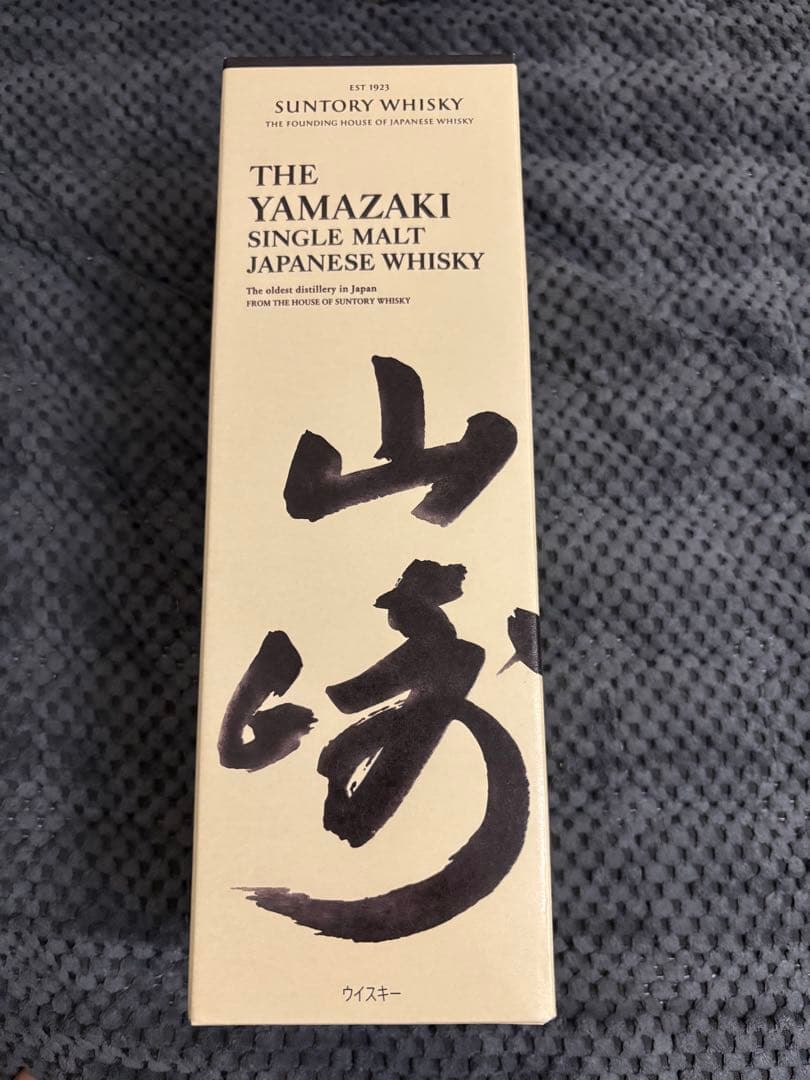 EST 1923
SUNTORY WHISKY
THE FOUNDING HOUSE OF JAPANESE WHISKY
THE
YAMAZAKI
SINGLE MALT
JAPANESE WHISKY
The oldest distillery in Japan
FROM THE HOUSE OF SUNTORY WHISKY
山
崎
ウイスキー